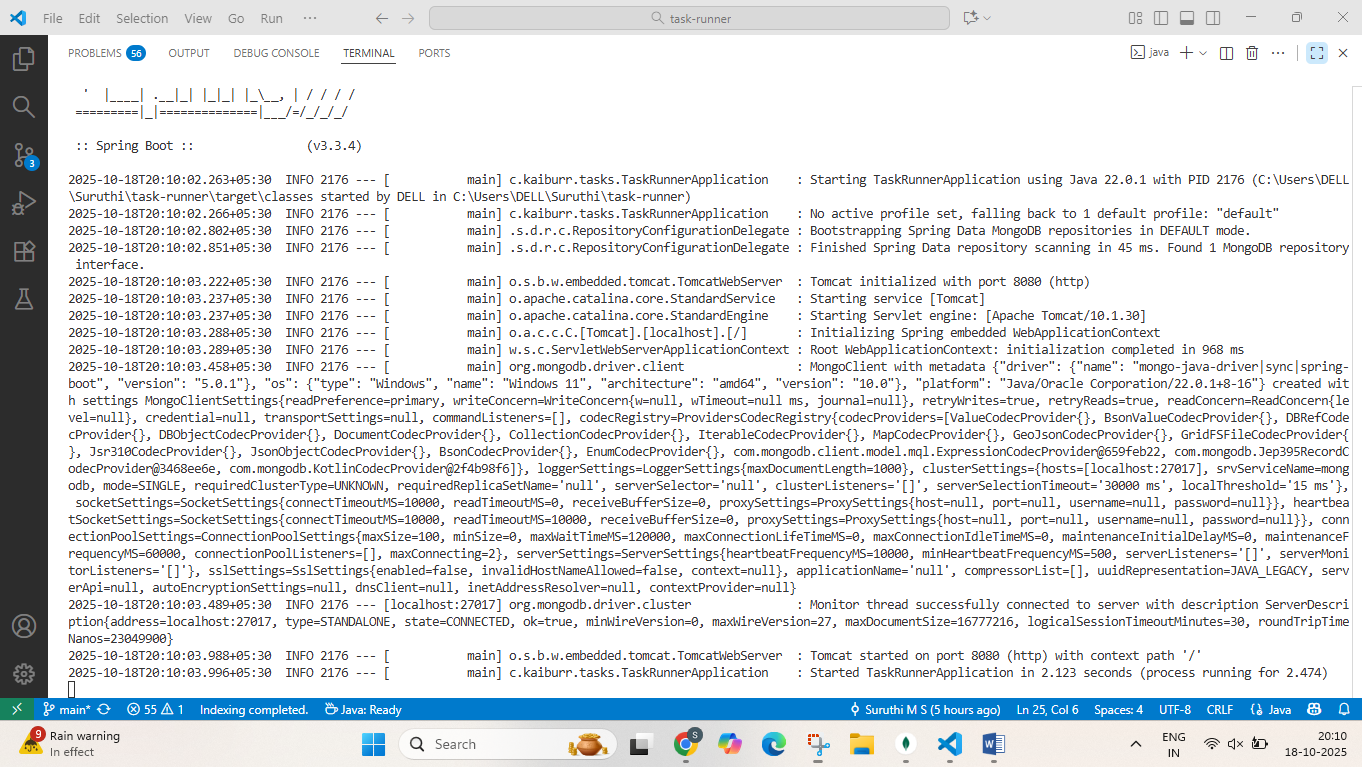 File Edit Selection View Go Run ··· task-runner
PROBLEMS 56 OUTPUT DEBUG CONSOLE TERMINAL PORTS java
' |____| .__|_| |_|_| |_\__, | / / / /
=========|_|==============|___/=/_/_/_/
:: Spring Boot :: (v3.3.4)
2025-10-18T20:10:02.263+05:30 INFO 2176 --- [ main] c.kaiburr.tasks.TaskRunnerApplication : Starting TaskRunnerApplication using Java 22.0.1 with PID 2176 (C:\Users\DELL
\Suruthi\task-runner\target\classes started by DELL in C:\Users\DELL\Suruthi\task-runner)
2025-10-18T20:10:02.266+05:30 INFO 2176 --- [ main] c.kaiburr.tasks.TaskRunnerApplication : No active profile set, falling back to 1 default profile: "default"
2025-10-18T20:10:02.802+05:30 INFO 2176 --- [ main] .s.d.r.c.RepositoryConfigurationDelegate : Bootstrapping Spring Data MongoDB repositories in DEFAULT mode.
2025-10-18T20:10:02.851+05:30 INFO 2176 --- [ main] .s.d.r.c.RepositoryConfigurationDelegate : Finished Spring Data repository scanning in 45 ms. Found 1 MongoDB repository
interface.
2025-10-18T20:10:03.222+05:30 INFO 2176 --- [ main] o.s.b.w.embedded.tomcat.TomcatWebServer : Tomcat initialized with port 8080 (http)
2025-10-18T20:10:03.237+05:30 INFO 2176 --- [ main] o.apache.catalina.core.StandardService : Starting service [Tomcat]
2025-10-18T20:10:03.237+05:30 INFO 2176 --- [ main] o.apache.catalina.core.StandardEngine : Starting Servlet engine: [Apache Tomcat/10.1.30]
2025-10-18T20:10:03.288+05:30 INFO 2176 --- [ main] o.a.c.c.C.[Tomcat].[localhost].[/] : Initializing Spring embedded WebApplicationContext
2025-10-18T20:10:03.289+05:30 INFO 2176 --- [ main] w.s.c.ServletWebServerApplicationContext : Root WebApplicationContext: initialization completed in 968 ms
2025-10-18T20:10:03.458+05:30 INFO 2176 --- [ main] org.mongodb.driver.client : MongoClient with metadata {"driver": {"name": "mongo-java-driver|sync|spring-
boot", "version": "5.0.1"}, "os": {"type": "Windows", "name": "Windows 11", "architecture": "amd64", "version": "10.0"}, "platform": "Java/Oracle Corporation/22.0.1+8-16"} created wi
th settings MongoClientSettings{readPreference=primary, writeConcern=WriteConcern{w=null, wTimeout=null ms, journal=null}, retryWrites=true, retryReads=true, readConcern=ReadConcern{le
vel=null}, credential=null, transportSettings=null, commandListeners=[], codecRegistry=ProvidersCodecRegistry{codecProviders=[ValueCodecProvider{}, BsonValueCodecProvider{}, DBRefCo
decProvider{}, DBObjectCodecProvider{}, DocumentCodecProvider{}, CollectionCodecProvider{}, IterableCodecProvider{}, MapCodecProvider{}, GeoJsonCodecProvider{}, GridFSFileCodecProvider{
}, Jsr310CodecProvider{}, JsonObjectCodecProvider{}, BsonCodecProvider{}, EnumCodecProvider{}, com.mongodb.client.model.mql.ExpressionCodecProvider@659feb22, com.mongodb.Jep395RecordC
odecProvider@3468ee6e, com.mongodb.KotlinCodecProvider@2f4b98f6]}, loggerSettings=LoggerSettings{maxDocumentLength=1000}, clusterSettings={hosts=[localhost:27017], srvServiceName=mong
odb, mode=SINGLE, requiredClusterType=UNKNOWN, requiredReplicaSetName='null', serverSelector='null', clusterListeners='[]', serverSelectionTimeout='30000 ms', localThreshold='15 ms'},
socketSettings=SocketSettings{connectTimeoutMS=10000, readTimeoutMS=0, receiveBufferSize=0, proxySettings=ProxySettings{host=null, port=null, username=null, password=null}}, heartbea
tSocketSettings=SocketSettings{connectTimeoutMS=10000, readTimeoutMS=10000, receiveBufferSize=0, proxySettings=ProxySettings{host=null, port=null, username=null, password=null}}, conn
ectionPoolSettings=ConnectionPoolSettings{maxSize=100, minSize=0, maxWaitTimeMS=120000, maxConnectionLifeTimeMS=0, maxConnectionIdleTimeMS=0, maintenanceInitialDelayMS=0, maintenanceF
requencyMS=60000, connectionPoolListeners=[], maxConnecting=2}, serverSettings=ServerSettings{heartbeatFrequencyMS=10000, minHeartbeatFrequencyMS=500, serverListeners='[]', serverMoni
torListeners='[]'}, sslSettings=SslSettings{enabled=false, invalidHostNameAllowed=false, context=null}, applicationName='null', compressorList=[], uuidRepresentation=JAVA_LEGACY, serv
erApi=null, autoEncryptionSettings=null, dnsClient=null, inetAddressResolver=null, contextProvider=null}
2025-10-18T20:10:03.489+05:30 INFO 2176 --- [localhost:27017] org.mongodb.driver.cluster : Monitor thread successfully connected to server with description ServerDescri
ption{address=localhost:27017, type=STANDALONE, state=CONNECTED, ok=true, minWireVersion=0, maxWireVersion=27, maxDocumentSize=16777216, logicalSessionTimeoutMinutes=30, roundTripTime
Nanos=23049900}
2025-10-18T20:10:03.988+05:30 INFO 2176 --- [ main] o.s.b.w.embedded.tomcat.TomcatWebServer : Tomcat started on port 8080 (http) with context path '/'
2025-10-18T20:10:03.996+05:30 INFO 2176 --- [ main] c.kaiburr.tasks.TaskRunnerApplication : Started TaskRunnerApplication in 2.123 seconds (process running for 2.474)
3
main* 55 1 Indexing completed. Java: Ready Suruthi M S (5 hours ago) Ln 25, Col 6 Spaces: 4 UTF-8 CRLF Java
9 Rain warning
In effect
Search
S
ENG
IN
20:10
18-10-2025